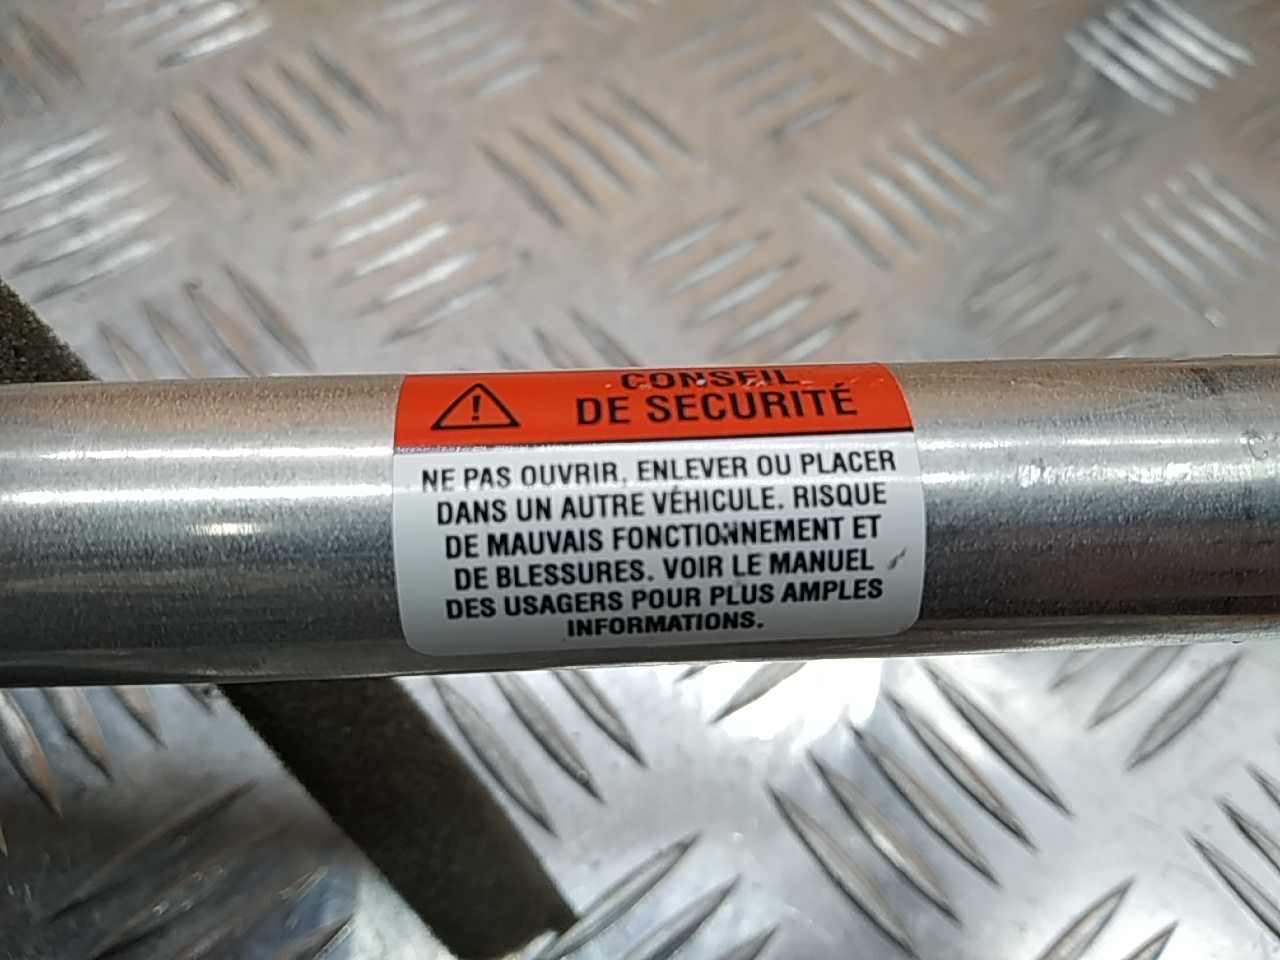 CONSEIL
DE SECURITÉ
NE PAS OUVRIR, ENLEVER OU PLACER
DANS UN AUTRE VÉHICULE. RISQUE
DE MAUVAIS FONCTIONNEMENT ET
DE BLESSURES. VOIR LE MANUEL
DES USAGERS POUR PLUS AMPLES
INFORMATIONS.